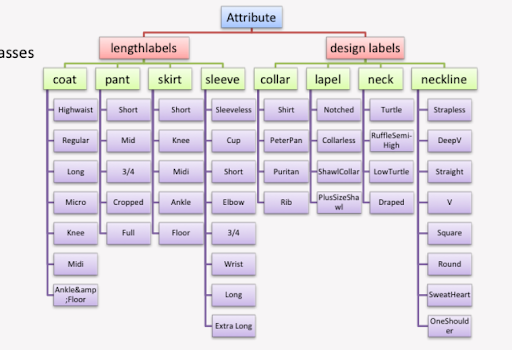 Attribute
asses
lengthlabels
design labels
coat
pant
skirt
sleeve
collar
lapel
neck
neckline
Highwaist
Regular
Long
Micro
Knee
Midi
Ankle&amp
;Floor
Short
Mid
3/4
Cropped
Full
Short
Knee
Midi
Ankle
Floor
Sleeveless
Cup
Short
Elbow
3/4
Wrist
Long
Extra Long
Shirt
PeterPan
Puritan
Rib
Notched
Collarless
ShawlCollar
PlusSizeSha
wl
Turtle
RuffleSemi-
High
LowTurtle
Draped
Strapless
DeepV
Straight
V
Square
Round
SweatHeart
OneShould
er